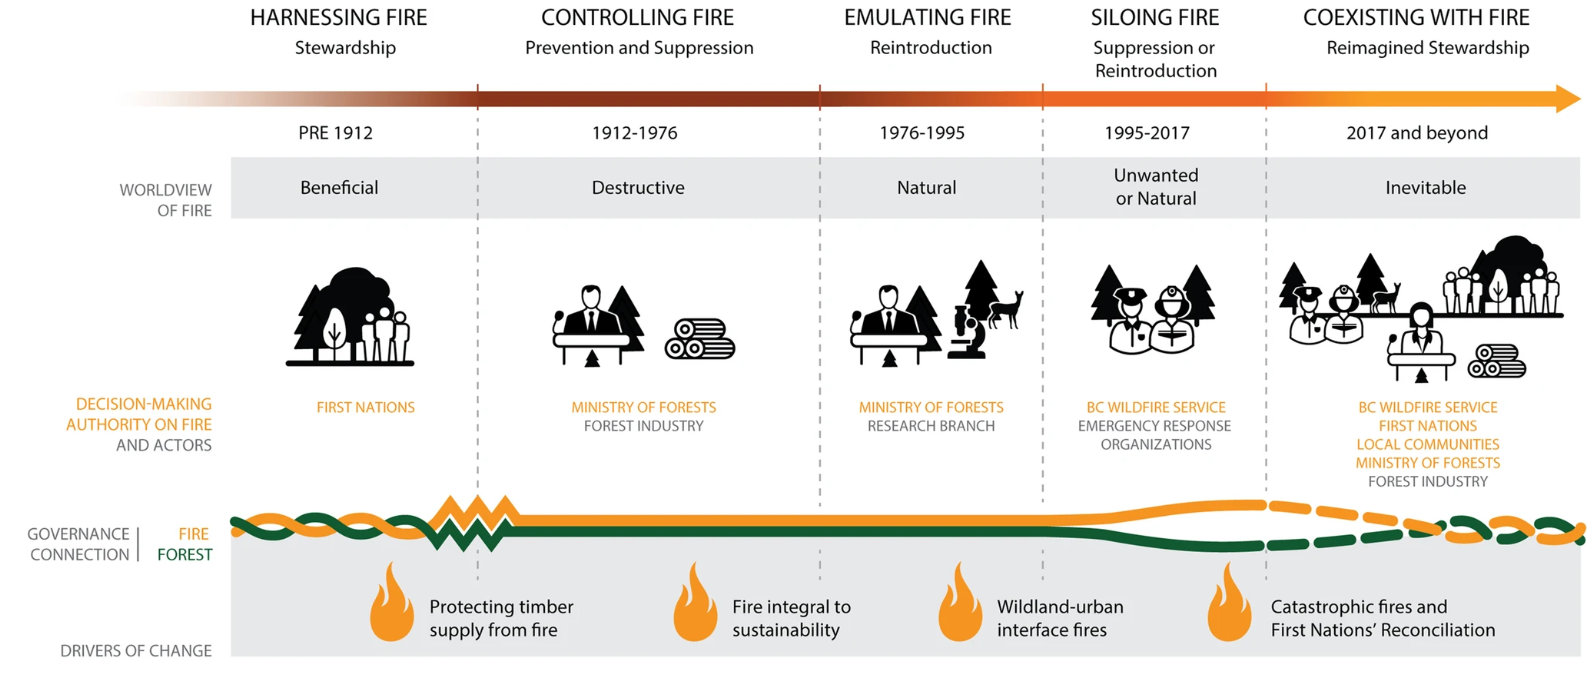 HARNESSING FIRE
Stewardship
CONTROLLING FIRE
Prevention and Suppression
EMULATING FIRE
Reintroduction
SILOING FIRE
Suppression or
Reintroduction
COEXISTING WITH FIRE
Reimagined Stewardship
PRE 1912
1912-1976
1976-1995
1995-2017
2017 and beyond
WORLDVIEW
OF FIRE
Beneficial
Destructive
Natural
Unwanted
or Natural
Inevitable
DECISION-MAKING
AUTHORITY ON FIRE
AND ACTORS
FIRST NATIONS
MINISTRY OF FORESTS
FOREST INDUSTRY
MINISTRY OF FORESTS
RESEARCH BRANCH
BC WILDFIRE SERVICE
EMERGENCY RESPONSE
ORGANIZATIONS
BC WILDFIRE SERVICE
FIRST NATIONS
LOCAL COMMUNITIES
MINISTRY OF FORESTS
FOREST INDUSTRY
GOVERNANCE
CONNECTION
FIRE
FOREST
DRIVERS OF CHANGE
Protecting timber
supply from fire
Fire integral to
sustainability
Wildland-urban
interface fires
Catastrophic fires and
First Nations' Reconciliation